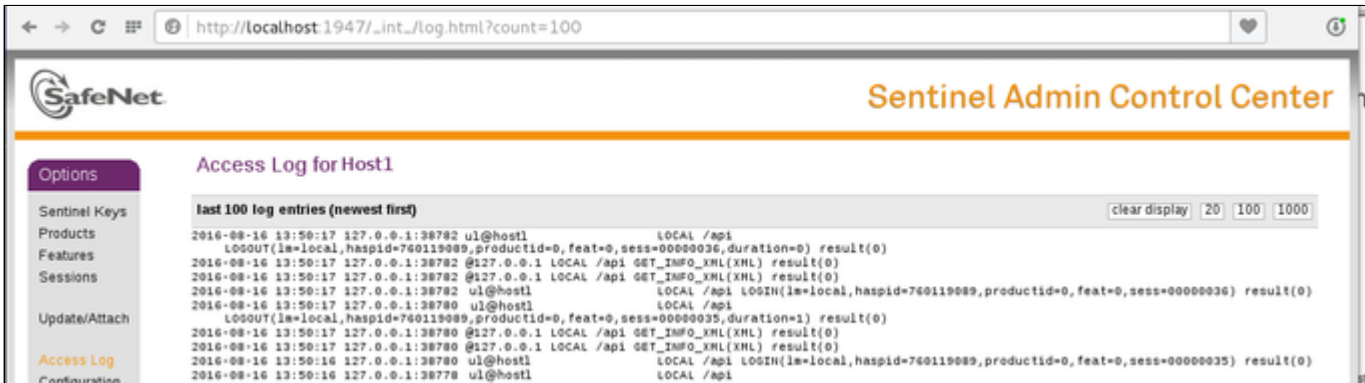 http://localhost:1947/_int_/log.html?count=100
SafeNet.
Sentinel Admin Control Center
Options
Sentinel Keys
Products
Features
Sessions
Update/Attach
Access Log
Configuration
Access Log for Host1
last 100 log entries (newest first) clear display 20 100 1000
2016-08-16 13:50:17 127.0.0.1:38782 ul@host1 LOCAL /api
LOGOUT(lm=local,haspid=760119089,productid=0,feat=0,sess=00000036,duration=0) result(0)
2016-08-16 13:50:17 127.0.0.1:38782 @127.0.0.1 LOCAL /api GET_INFO_XML(XML) result(0)
2016-08-16 13:50:17 127.0.0.1:38782 @127.0.0.1 LOCAL /api GET_INFO_XML(XML) result(0)
2016-08-16 13:50:17 127.0.0.1:38782 ul@host1 LOCAL /api LOGIN(lm=local,haspid=760119089,productid=0,feat=0,sess=00000036) result(0)
2016-08-16 13:50:17 127.0.0.1:38780 ul@host1 LOCAL /api
LOGOUT(lm=local,haspid=760119089,productid=0,feat=0,sess=00000035,duration=1) result(0)
2016-08-16 13:50:17 127.0.0.1:38780 @127.0.0.1 LOCAL /api GET_INFO_XML(XML) result(0)
2016-08-16 13:50:17 127.0.0.1:38780 @127.0.0.1 LOCAL /api GET_INFO_XML(XML) result(0)
2016-08-16 13:50:16 127.0.0.1:38780 ul@host1 LOCAL /api LOGIN(lm=local,haspid=760119089,productid=0,feat=0,sess=00000035) result(0)
2016-08-16 13:50:16 127.0.0.1:38778 ul@host1 LOCAL /api